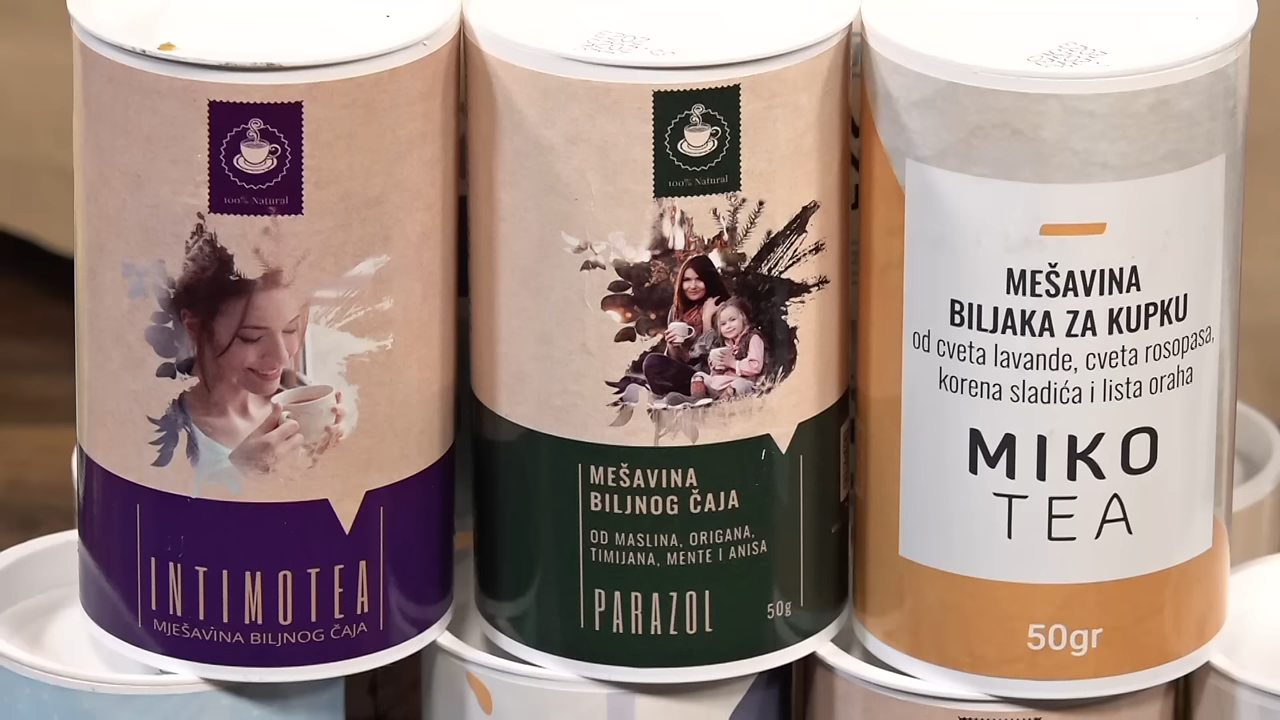 100% Natural
INTIMOTEA
MJEŠAVINA BILJNOG ČAJA
100% Natural
MEŠAVINA
BILJNOG ČAJA
OD MASLINA, ORIGANA,
TIMIJANA, MENTE I ANISA
PARAZOL
50g
MEŠAVINA
BILJAKA ZA KUPKU
od cveta lavande, cveta rosopasa,
korena sladića i lista oraha
MIKO
TEA
50gr